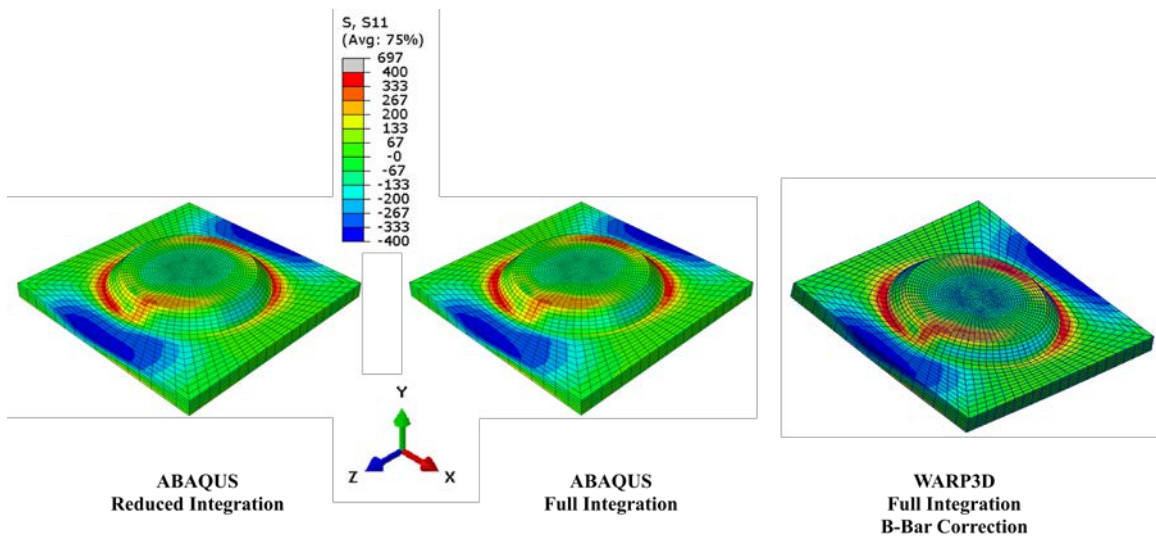 S, S11
(Avg: 75%)
697
400
333
267
200
133
67
-0
-67
-133
-200
-267
-333
-400
Y
Z
X
ABAQUS
Reduced Integration
ABAQUS
Full Integration
WARP3D
Full Integration
B-Bar Correction